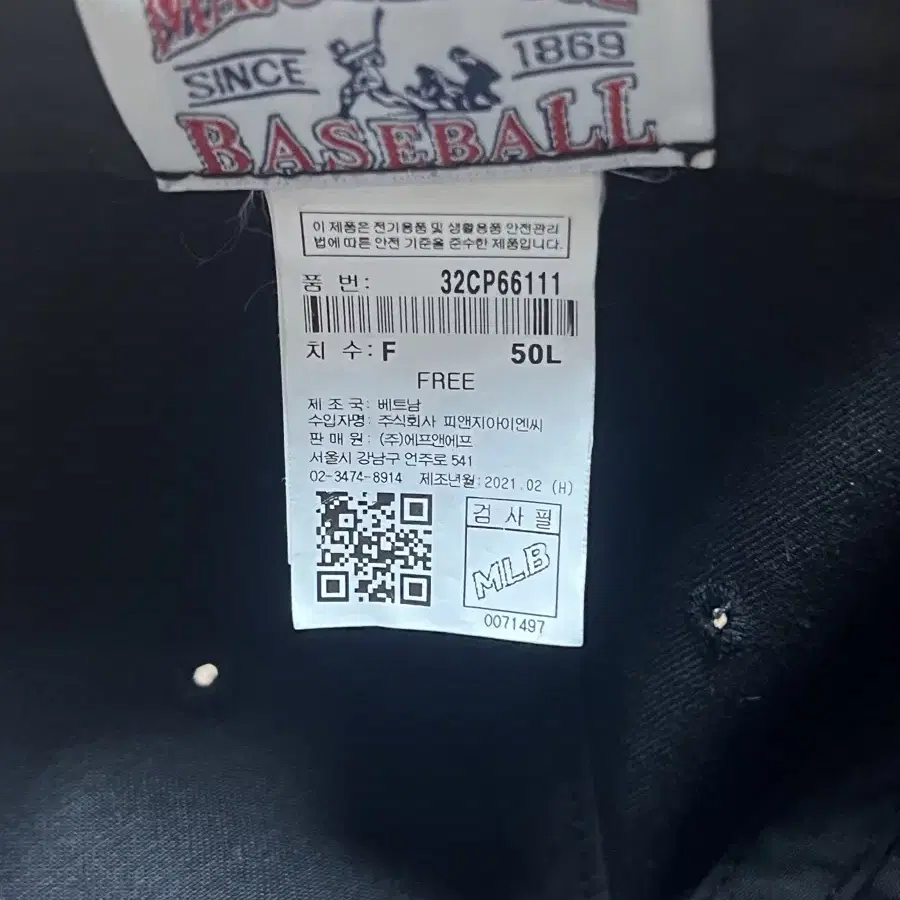 SINCE 1869
BASEBALL
이 제품은 전기용품 및 생활용품 안전관리
법에 따른 안전 기준을 준수한 제품입니다.
품 번: 32CP66111
치 수: F 50L
FREE
제 조 국: 베트남
수입자명: 주식회사 피앤지아이엔씨
판 매 원: (주)에프앤에프
서울시 강남구 언주로 541
02-3474-8914 제조년월:2021.02 (H)
검 사 필
MLB
0071497